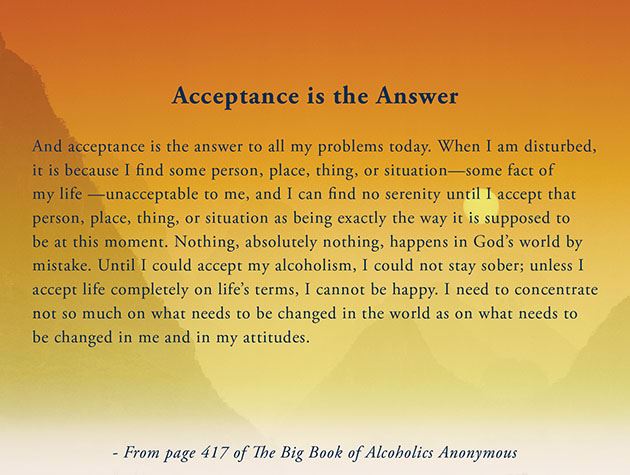 Acceptance is the Answer
And acceptance is the answer to all my problems today. When I am disturbed,
it is because I find some person, place, thing, or situation—some fact of
my life —unacceptable to me, and I can find no serenity until I accept that
person, place, thing, or situation as being exactly the way it is supposed to
be at this moment. Nothing, absolutely nothing, happens in God’s world by
mistake. Until I could accept my alcoholism, I could not stay sober; unless I
accept life completely on life’s terms, I cannot be happy. I need to concentrate
not so much on what needs to be changed in the world as on what needs to
be changed in me and in my attitudes.
- From page 417 of The Big Book of Alcoholics Anonymous